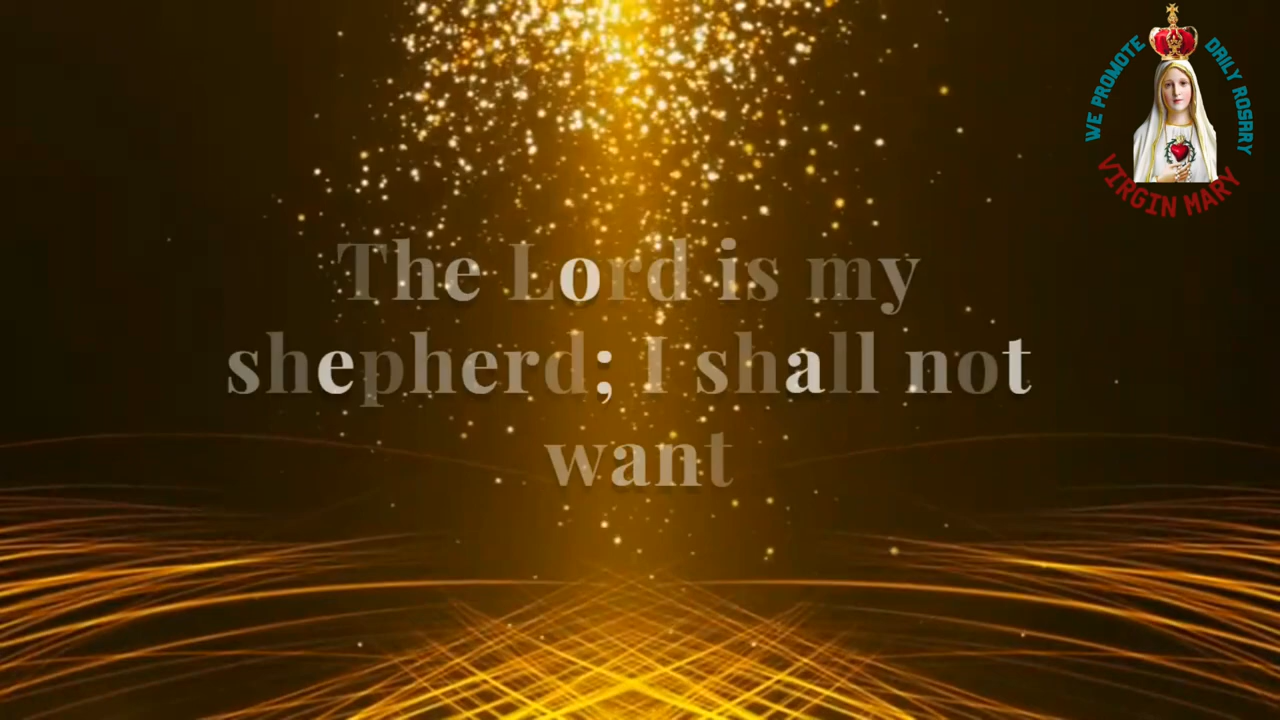 The Lord is my
shepherd; I shall not
want
WE PROMOTE DAILY ROSARY
VIRGIN MARY